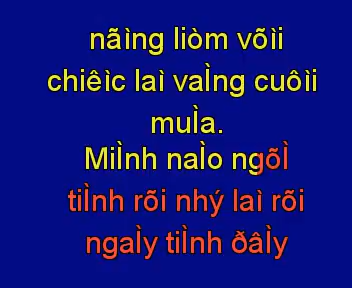 nãìng liòm võìi
chiêìc laì vaÌng cuôìi
muÌa.
MiÌnh naÌo ngõÌ
tiÌnh rõi nhý laì rõi
ngaÌy tiÌnh ðâÌy